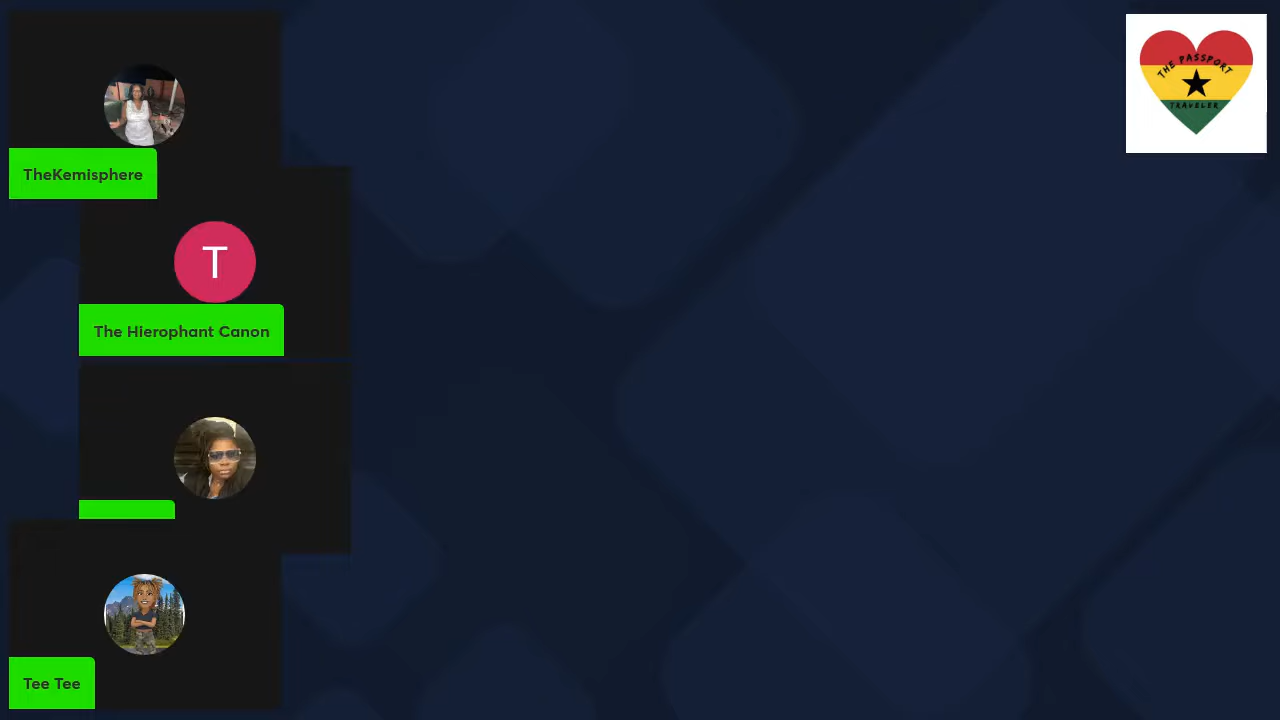 TheKemisphere
THE PASSPORT
TRAVELER
T
The Hierophant Canon
Tee Tee